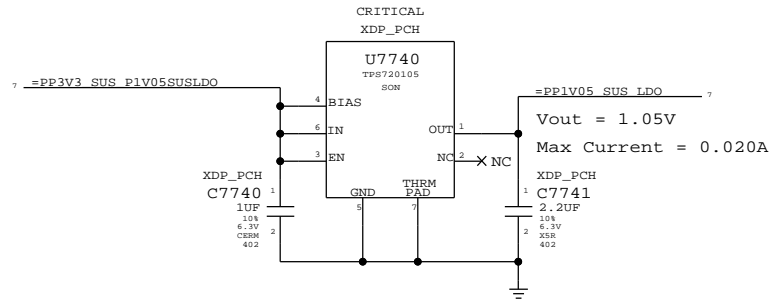 CRITICAL
XDP_PCH
U7740
TPS720105
SON
7 =PP3V3_SUS_P1V05SUSLDO
=PP1V05_SUS_LDO 7
4 BIAS
Vout = 1.05V
6 IN
OUT 1
Max Current = 0.020A
3 EN
NC 2 NC
XDP_PCH
C7740 1
1UF
10%
6.3V
CERM
402
2
GND
5
THRM
PAD
7
XDP_PCH
1 C7741
2.2UF
10%
6.3V
X5R
402
2